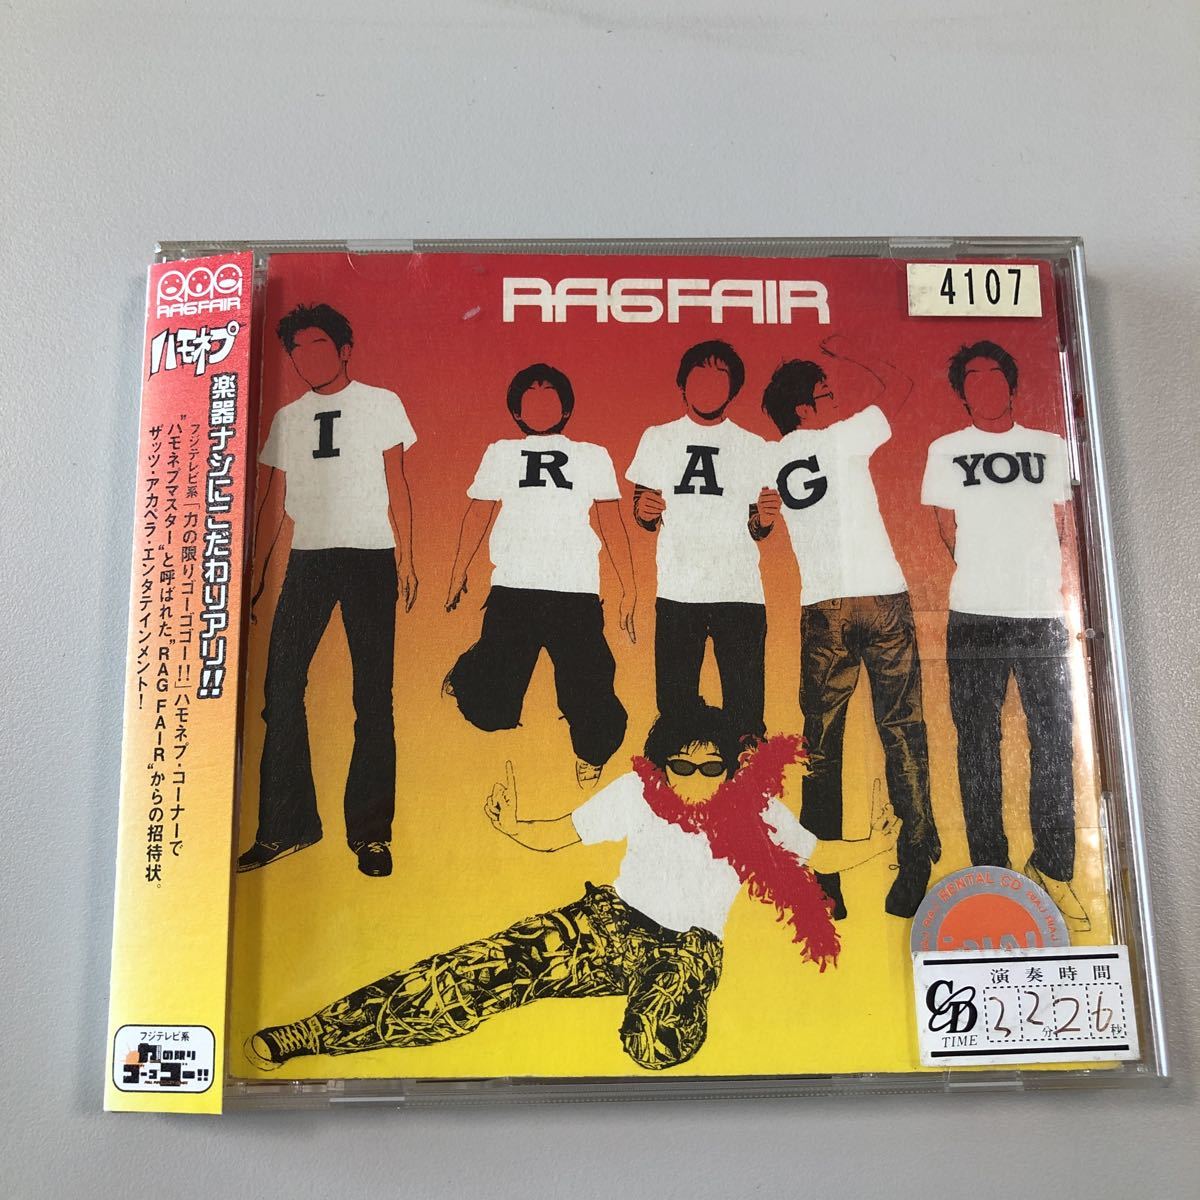 RAG
RAGFAIR
ハモネプ
楽器ナシにこだわりアリ!!
フジテレビ系「力の限りゴーゴゴー!!」ハモネプ・コーナーで
"ハモネプマスター"と呼ばれた"RAG FAIR"からの招待状。
ザッツ・アカペラ・エンタテインメント!
フジテレビ系
力の限り
ゴーゴゴー!!
RAGFAIR
4107
I
R
A
G
YOU
RENTAL CD
演奏時間
CD TIME
22分26秒